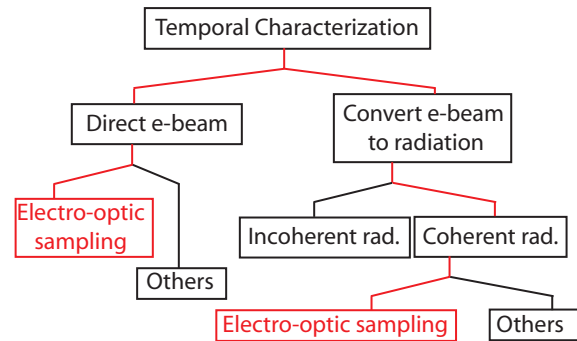 Temporal Characterization
Direct e-beam
Convert e-beam
to radiation
Electro-optic
sampling
Others
Incoherent rad.
Coherent rad.
Electro-optic sampling
Others